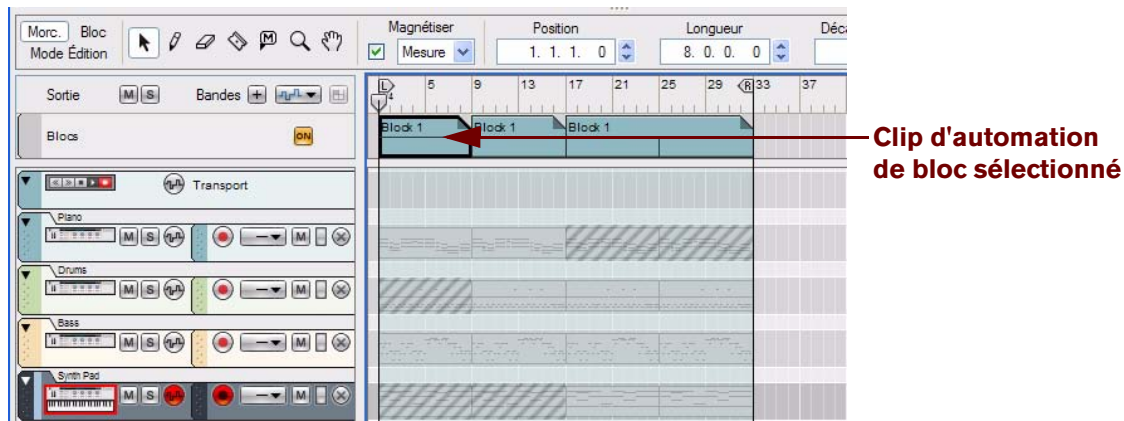 Morc. Bloc
Mode Édition
M
Magnétiser
Mesure
Position
1. 1. 1. 0
Longueur
8. 0. 0. 0
Déca
Sortie M S Bandes +
L 5 9 13 17 21 25 29 R 33 37
4
Blocs ON
Block 1 Block 1 Block 1
Clip d'automation
de bloc sélectionné
Transport
Piano
M S M
Drums
M S M
Bass
M S M
Synth Pad
M S M